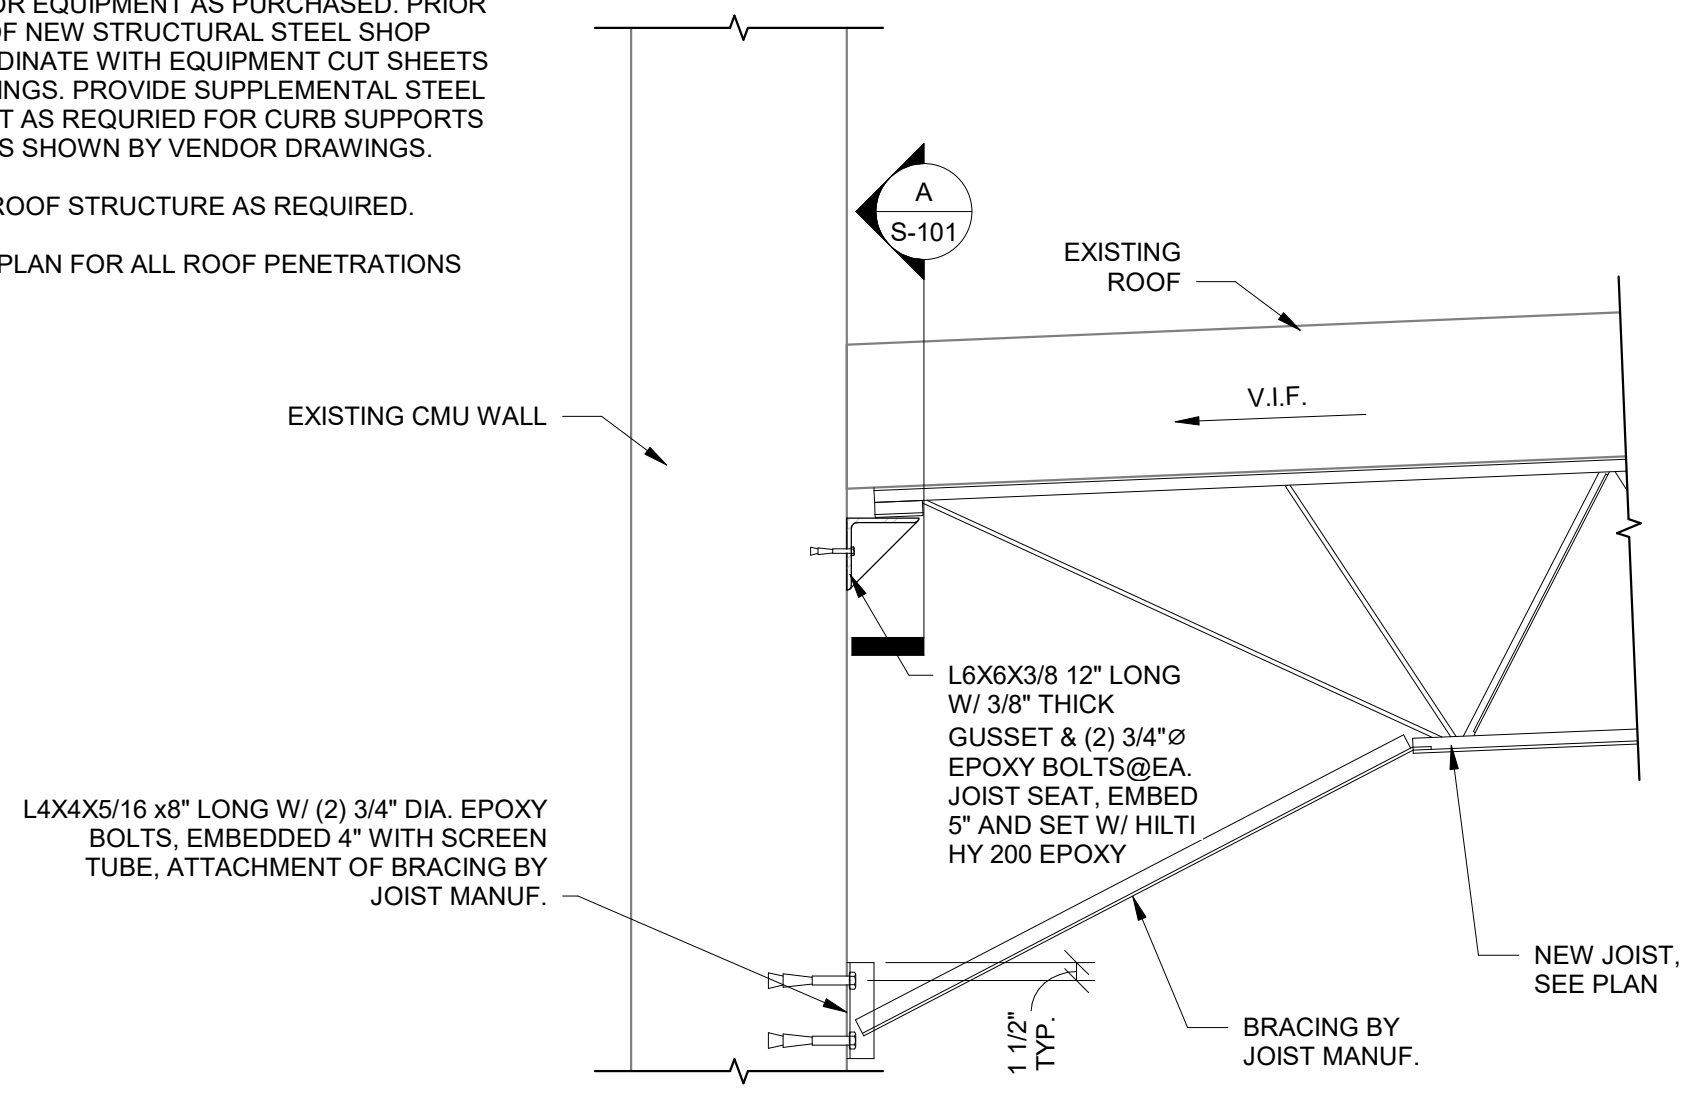 OR EQUIPMENT AS PURCHASED. PRIOR
OF NEW STRUCTURAL STEEL SHOP
DINATE WITH EQUIPMENT CUT SHEETS
INGS. PROVIDE SUPPLEMENTAL STEEL
T AS REQURIED FOR CURB SUPPORTS
S SHOWN BY VENDOR DRAWINGS.
ROOF STRUCTURE AS REQUIRED.
PLAN FOR ALL ROOF PENETRATIONS
A
S-101
EXISTING
ROOF
V.I.F.
EXISTING CMU WALL
L6X6X3/8 12" LONG
W/ 3/8" THICK
GUSSET & (2) 3/4"Ø
EPOXY BOLTS@EA.
JOIST SEAT, EMBED
5" AND SET W/ HILTI
HY 200 EPOXY
L4X4X5/16 x8" LONG W/ (2) 3/4" DIA. EPOXY
BOLTS, EMBEDDED 4" WITH SCREEN
TUBE, ATTACHMENT OF BRACING BY
JOIST MANUF.
1 1/2"
TYP.
BRACING BY
JOIST MANUF.
NEW JOIST,
SEE PLAN